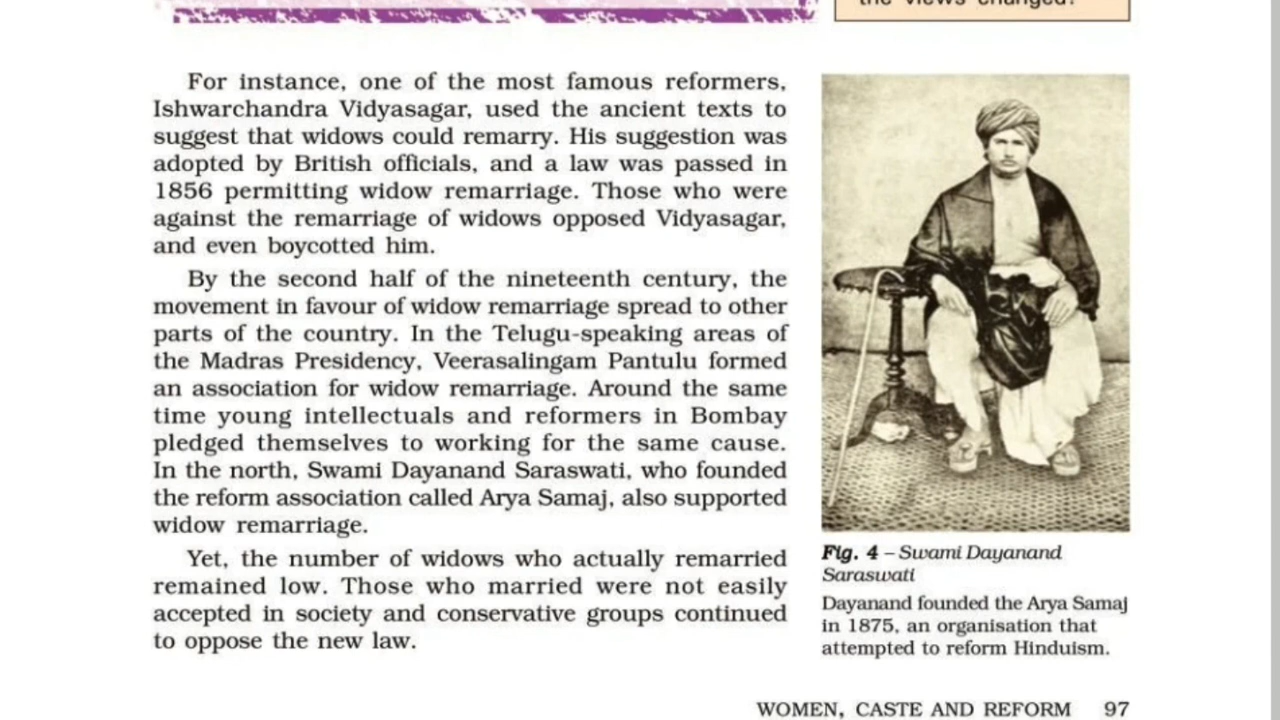 the views changed?
For instance, one of the most famous reformers,
Ishwarchandra Vidyasagar, used the ancient texts to
suggest that widows could remarry. His suggestion was
adopted by British officials, and a law was passed in
1856 permitting widow remarriage. Those who were
against the remarriage of widows opposed Vidyasagar,
and even boycotted him.
By the second half of the nineteenth century, the
movement in favour of widow remarriage spread to other
parts of the country. In the Telugu-speaking areas of
the Madras Presidency, Veerasalingam Pantulu formed
an association for widow remarriage. Around the same
time young intellectuals and reformers in Bombay
pledged themselves to working for the same cause.
In the north, Swami Dayanand Saraswati, who founded
the reform association called Arya Samaj, also supported
widow remarriage.
Yet, the number of widows who actually remarried
remained low. Those who married were not easily
accepted in society and conservative groups continued
to oppose the new law.
Fig. 4 – Swami Dayanand
Saraswati
Dayanand founded the Arya Samaj
in 1875, an organisation that
attempted to reform Hinduism.
WOMEN, CASTE AND REFORM 97